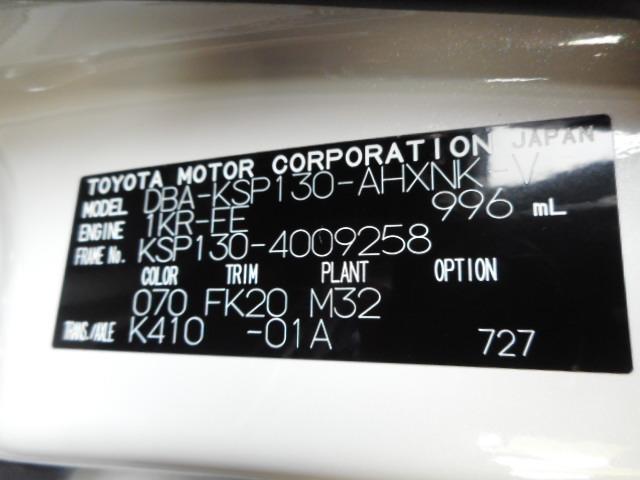 TOYOTA MOTOR CORPORATION JAPAN
MODEL DBA-KSP130-AHXNK-V
ENGINE 1KR-FE 996 mL
FRAME No. KSP130-4009258
COLOR TRIM PLANT OPTION
070 FK20 M32
TRANS./AXLE K410 -01A 727